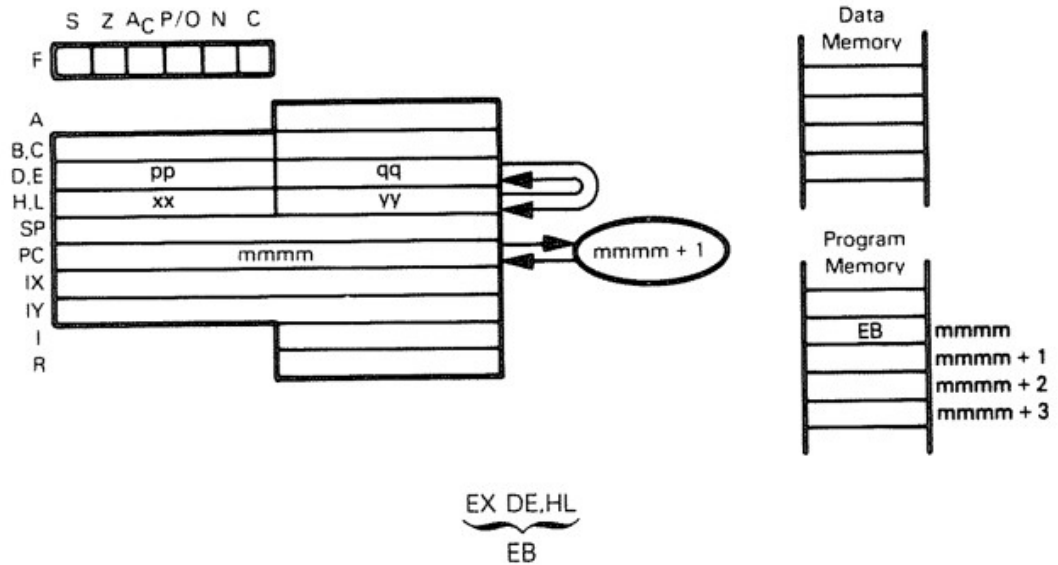 S Z AC P/O N C
F
A
B,C
D,E pp qq
H,L xx yy
SP
PC mmmm mmmm + 1
IX
IY
I
R
Data
Memory
Program
Memory
EB mmmm
mmmm + 1
mmmm + 2
mmmm + 3
EX DE,HL
EB